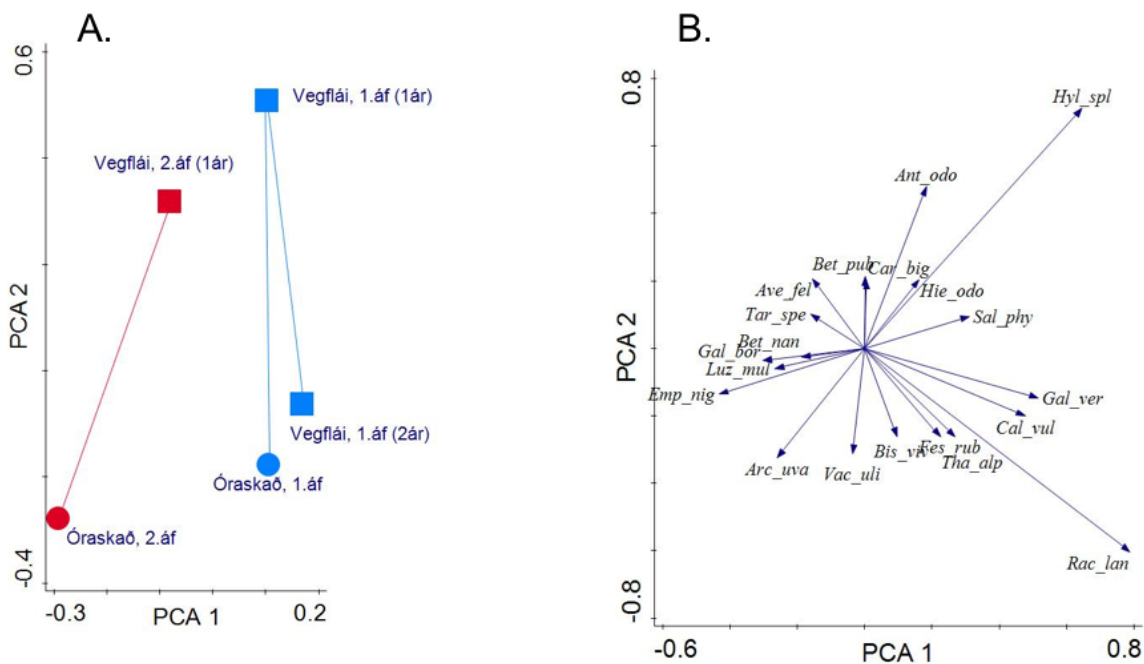 A.
B.
0.6
PCA 2
-0.4
-0.3
PCA 1
0.2
Vegflái, 1.áf (1ár)
Vegflái, 2.áf (1ár)
Vegflái, 1.áf (2ár)
Óraskað, 1.áf
Óraskað, 2.áf
0.8
PCA 2
-0.8
-0.6
PCA 1
0.8
Hyl_spl
Ant_odo
Bet_pub
Car_big
Ave_fel
Hie_odo
Tar_spe
Sal_phy
Bet_nan
Gal_bor
Luz_mul
Emp_nig
Gal_ver
Cal_vul
Arc_uva
Vac_uli
Bis_viv
Fes_rub
Tha_alp
Rac_lan